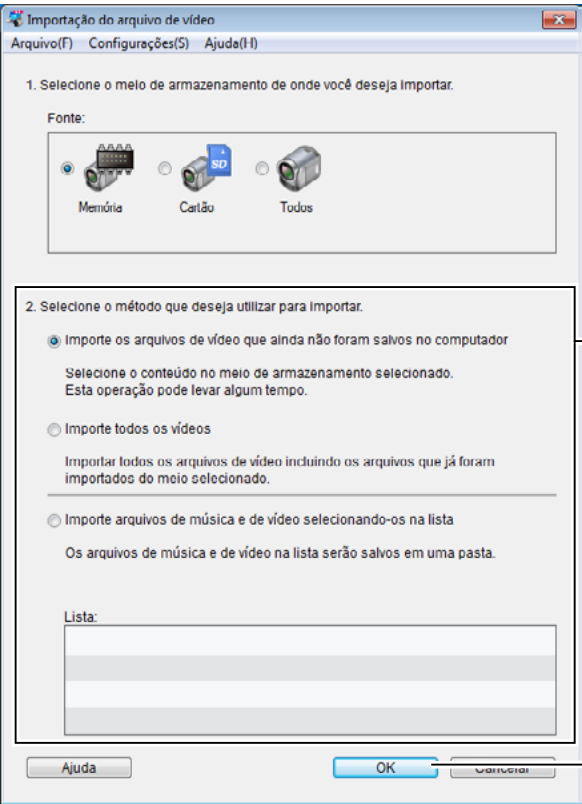 Importação do arquivo de vídeo
Arquivo(F) Configurações(S) Ajuda(H)
1. Selecione o meio de armazenamento de onde você deseja importar.
Fonte:
SD
Memória Cartão Todos
2. Selecione o método que deseja utilizar para importar.
Importe os arquivos de vídeo que ainda não foram salvos no computador
Selecione o conteúdo no meio de armazenamento selecionado.
Esta operação pode levar algum tempo.
Importe todos os vídeos
Importar todos os arquivos de vídeo incluindo os arquivos que já foram
importados do meio selecionado.
Importe arquivos de música e de vídeo selecionando-os na lista
Os arquivos de música e de vídeo na lista serão salvos em uma pasta.
Lista:
Ajuda OK Cancelar